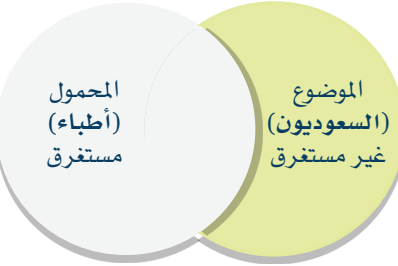 الموضوع
(السعوديون)
غير مستغرق
المحمول
(أطباء)
مستغرق